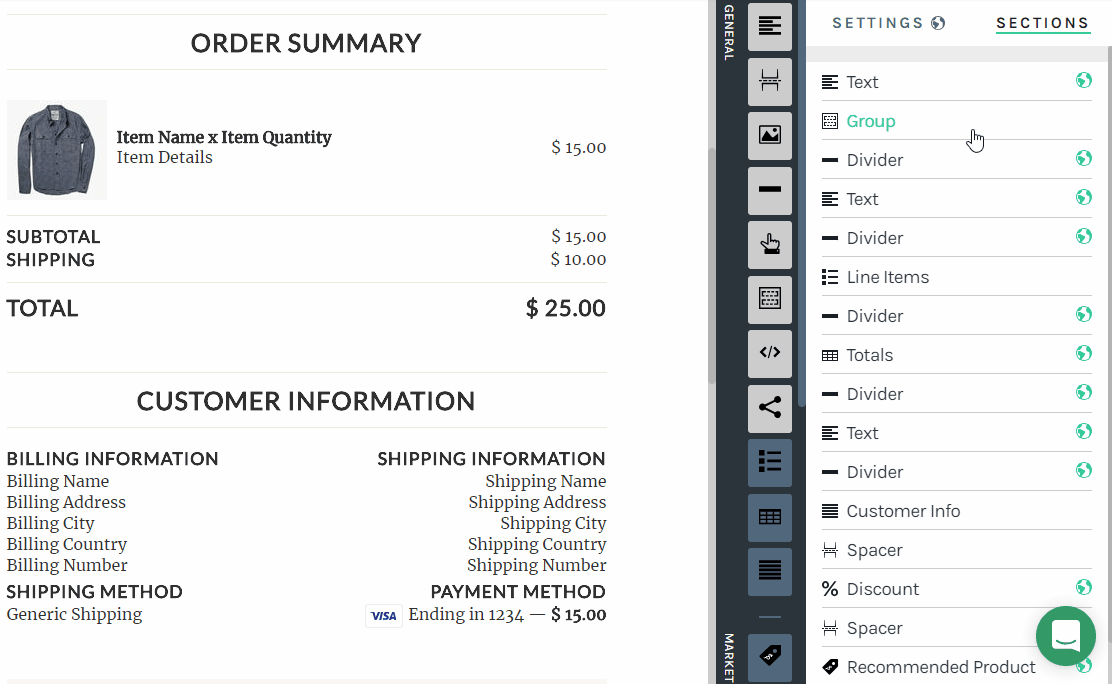 ORDER SUMMARY
Item Name x Item Quantity
Item Details
$ 15.00
SUBTOTAL $ 15.00
SHIPPING $ 10.00
TOTAL $ 25.00
CUSTOMER INFORMATION
BILLING INFORMATION
Billing Name
Billing Address
Billing City
Billing Country
Billing Number
SHIPPING INFORMATION
Shipping Name
Shipping Address
Shipping City
Shipping Country
Shipping Number
SHIPPING METHOD
Generic Shipping
PAYMENT METHOD
VISA Ending in 1234 — $ 15.00
GENERAL
MARKET
SETTINGS
SECTIONS
Text
Group
Divider
Text
Divider
Line Items
Divider
Totals
Divider
Text
Divider
Customer Info
Spacer
Discount
Spacer
Recommended Product